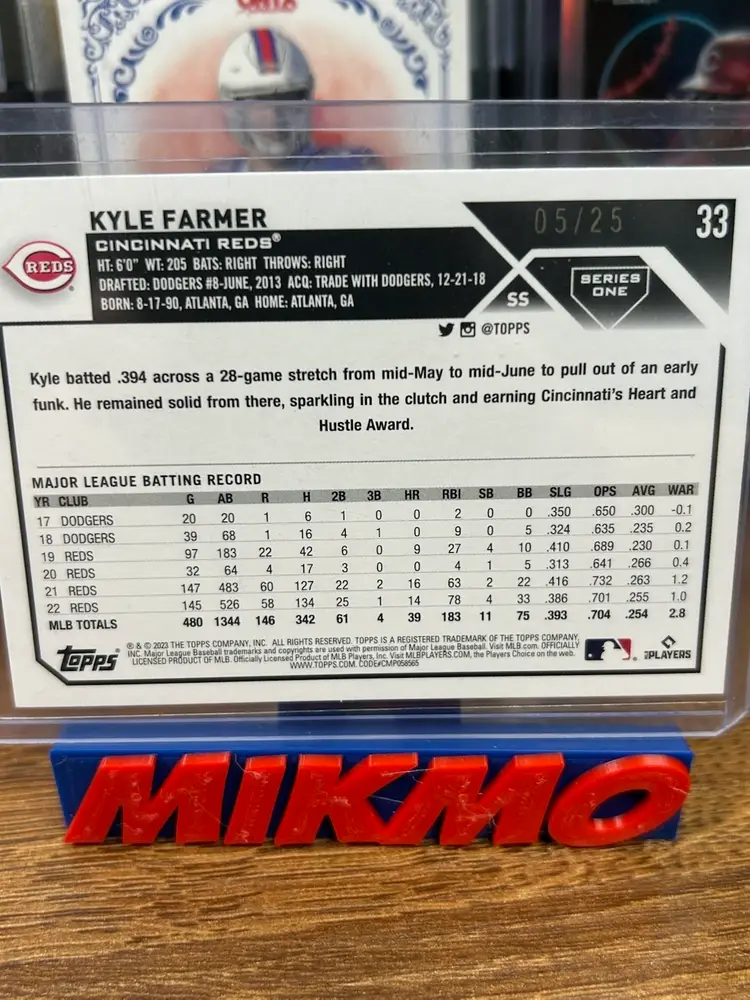 KYLE FARMER
05/25
33
CINCINNATI REDS®
REDS
HT: 6'0" WT: 205 BATS: RIGHT THROWS: RIGHT
DRAFTED: DODGERS #8-JUNE, 2013 ACQ: TRADE WITH DODGERS, 12-21-18
BORN: 8-17-90, ATLANTA, GA HOME: ATLANTA, GA
SS
SERIES
ONE
@TOPPS
Kyle batted .394 across a 28-game stretch from mid-May to mid-June to pull out of an early
funk. He remained solid from there, sparkling in the clutch and earning Cincinnati's Heart and
Hustle Award.
MAJOR LEAGUE BATTING RECORD
YR CLUB G AB R H 2B 3B HR RBI SB BB SLG OPS AVG WAR
17 DODGERS 20 20 1 6 1 0 0 2 0 0 .350 .650 .300 -0.1
18 DODGERS 39 68 1 16 4 1 0 9 0 5 .324 .635 .235 0.2
19 REDS 97 183 22 42 6 0 9 27 4 10 .410 .689 .230 0.1
20 REDS 32 64 4 17 3 0 0 4 1 5 .313 .641 .266 0.4
21 REDS 147 483 60 127 22 2 16 63 2 22 .416 .732 .263 1.2
22 REDS 145 526 58 134 25 1 14 78 4 33 .386 .701 .255 1.0
MLB TOTALS 480 1344 146 342 61 4 39 183 11 75 .393 .704 .254 2.8
topps
® & © 2023 THE TOPPS COMPANY, INC. ALL RIGHTS RESERVED. TOPPS IS A REGISTERED TRADEMARK OF THE TOPPS COMPANY,
INC. Major League Baseball trademarks and copyrights are used with permission of Major League Baseball. Visit MLB.com. OFFICIALLY
LICENSED PRODUCT OF MLB. Officially Licensed Product of MLB Players, Inc. Visit MLBPLAYERS.COM, the Players Choice on the web.
WWW.TOPPS.COM. CODE#CMP058565
PLAYERS
MIKMO